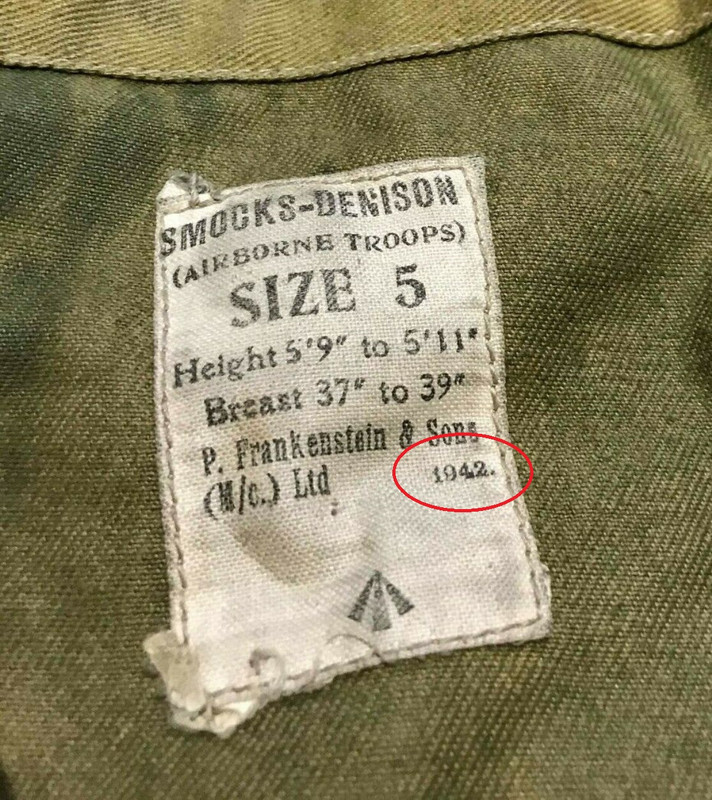 SMOCKS-DENISON
(AIRBORNE TROOPS)
SIZE 5
Height 5'9" to 5'11"
Breast 37" to 39"
P. Frankenstein & Sons
(M/c.) Ltd 1942.